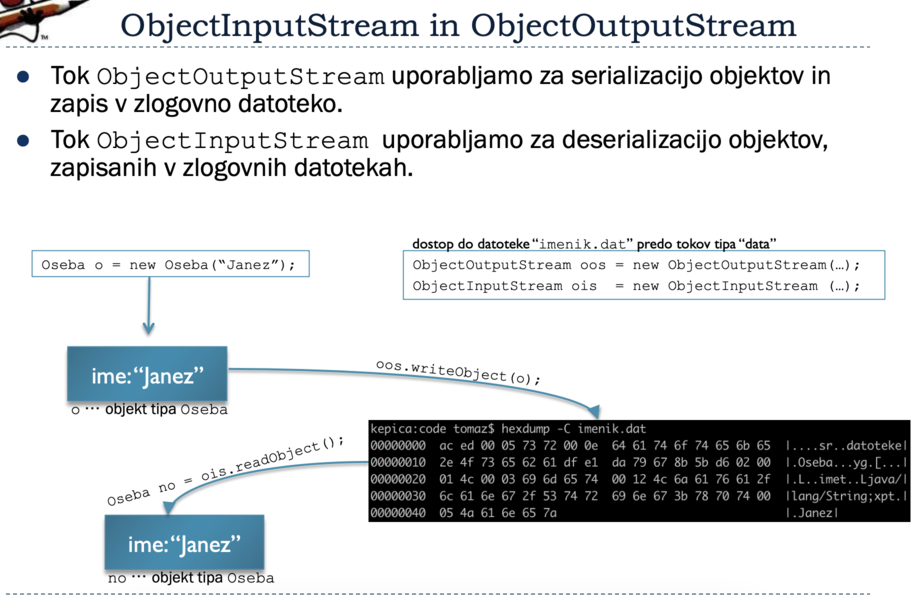 ObjectInputStream in ObjectOutputStream
TM
● Tok ObjectOutputStream uporabljamo za serializacijo objektov in
zapis v zlogovno datoteko.
● Tok ObjectInputStream uporabljamo za deserializacijo objektov,
zapisanih v zlogovnih datotekah.
dostop do datoteke “imenik.dat” predo tokov tipa “data”
Oseba o = new Oseba(“Janez”);
ObjectOutputStream oos = new ObjectOutputStream(…);
ObjectInputStream ois  = new ObjectInputStream (…);
ime:“Janez”
o ··· objekt tipa Oseba
oos.writeObject(o);
kepica:code tomaz$ hexdump -C imenik.dat
00000000  ac ed 00 05 73 72 00 0e  64 61 74 6f 74 65 6b 65  |....sr..datoteke|
00000010  2e 4f 73 65 62 61 df e1  da 79 67 8b 5b d6 02 00  |.Oseba...yg.[...|
00000020  01 4c 00 03 69 6d 65 74  00 12 4c 6a 61 76 61 2f  |.L..imet..Ljava/|
00000030  6c 61 6e 67 2f 53 74 72  69 6e 67 3b 78 70 74 00  |lang/String;xpt.|
00000040  05 4a 61 6e 65 7a  |.Janez|
Oseba no = ois.readObject();
ime:“Janez”
no ··· objekt tipa Oseba